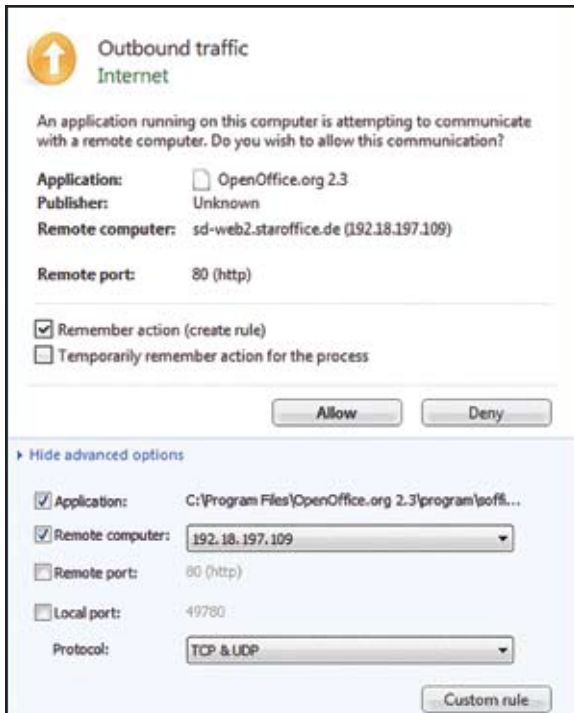 Outbound traffic
Internet
An application running on this computer is attempting to communicate
with a remote computer. Do you wish to allow this communication?
Application: OpenOffice.org 2.3
Publisher: Unknown
Remote computer: sd-web2.staroffice.de (192.18.197.109)
Remote port: 80 (http)
Remember action (create rule)
Temporarily remember action for the process
Allow Deny
Hide advanced options
Application: C:\Program Files\OpenOffice.org 2.3\program\soffi...
Remote computer: 192.18.197.109
Remote port: 80 (http)
Local port: 49780
Protocol: TCP & UDP
Custom rule